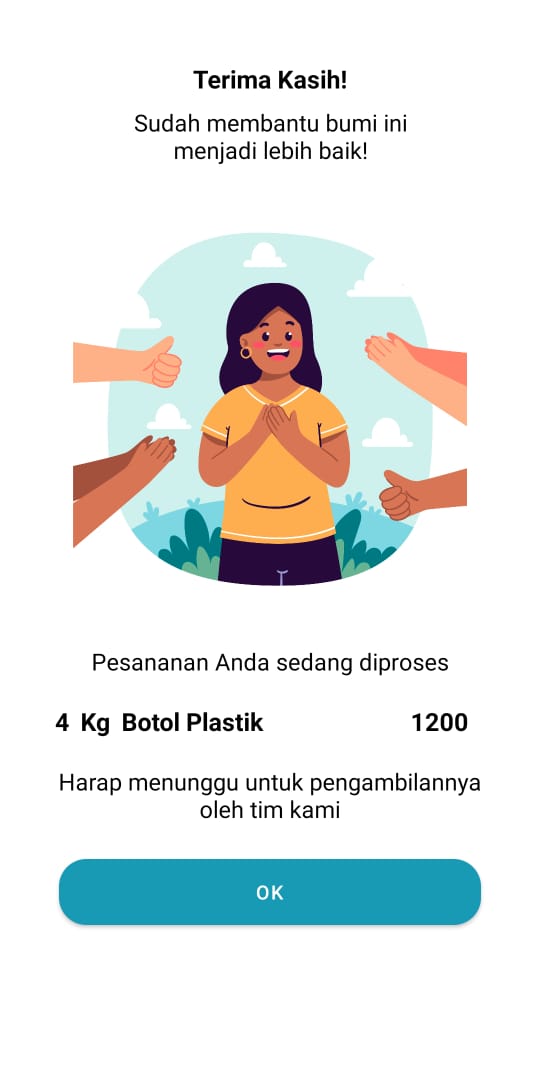 Terima Kasih!
Sudah membantu bumi ini
menjadi lebih baik!
Pesananan Anda sedang diproses
4 Kg Botol Plastik 1200
Harap menunggu untuk pengambilannya
oleh tim kami
OK